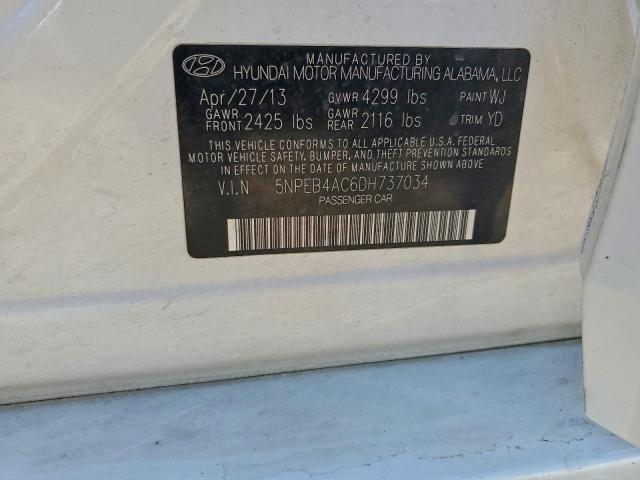 MANUFACTURED BY
HYUNDAI MOTOR MANUFACTURING ALABAMA, LLC
Apr/27/13 GVWR 4299 lbs PAINT WJ
GAWR FRONT 2425 lbs GAWR REAR 2116 lbs TRIM YD
THIS VEHICLE CONFORMS TO ALL APPLICABLE U.S.A. FEDERAL
MOTOR VEHICLE SAFETY, BUMPER, AND THEFT PREVENTION STANDARDS
IN EFFECT ON THE DATE OF MANUFACTURE SHOWN ABOVE.
V.I.N 5NPEB4AC6DH737034
PASSENGER CAR